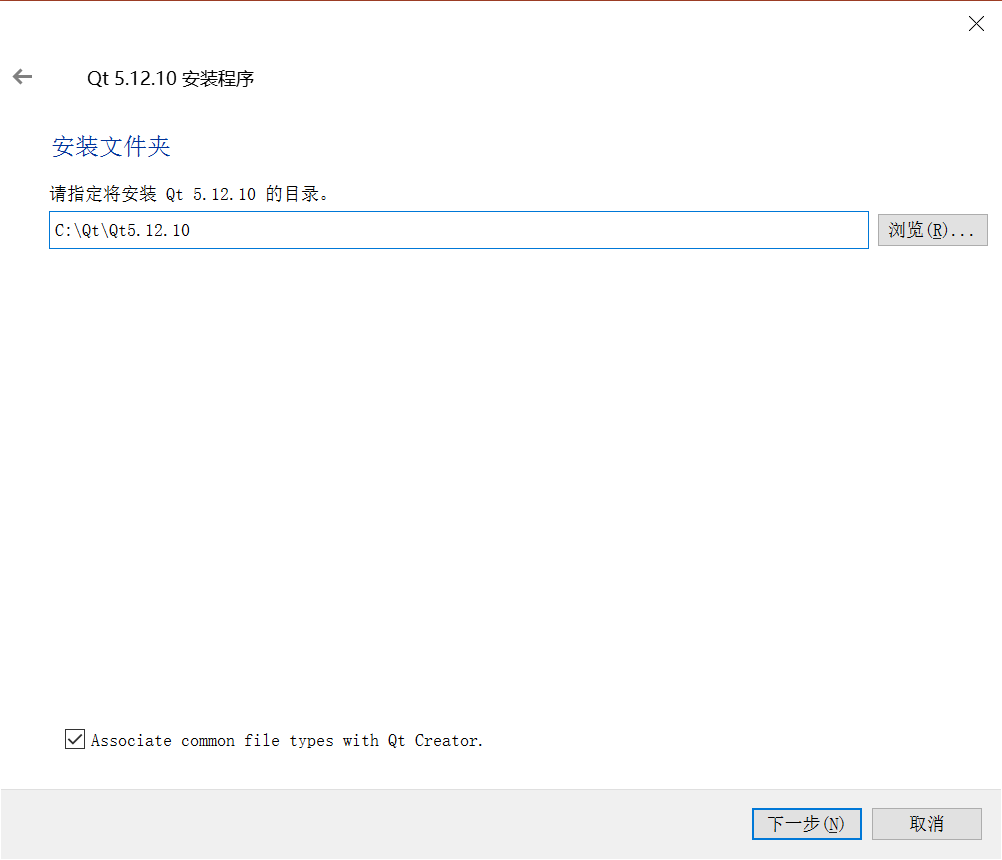 Qt 5.12.10 安装程序
安装文件夹
请指定将安装 Qt 5.12.10 的目录。
C:\Qt\Qt5.12.10
浏览(R)...
Associate common file types with Qt Creator.
下一步(N)
取消